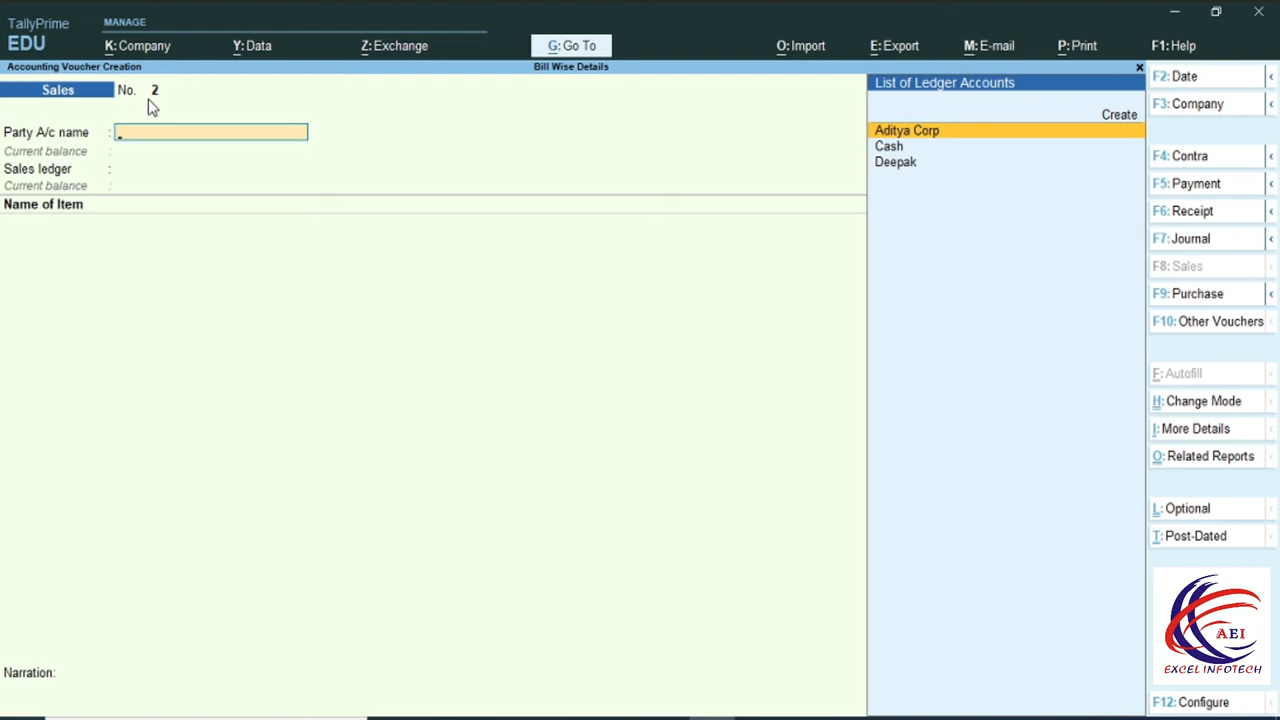 TallyPrime
EDU
MANAGE
K: Company
Y: Data
Z: Exchange
G: Go To
O: Import
E: Export
M: E-mail
P: Print
F1: Help
Accounting Voucher Creation
Bill Wise Details
×
Sales No. 2
Party A/c name :
Current balance :
Sales ledger :
Current balance :
Name of Item
Narration:
List of Ledger Accounts
Create
Aditya Corp
Cash
Deepak
F2: Date
F3: Company
F4: Contra
F5: Payment
F6: Receipt
F7: Journal
F8: Sales
F9: Purchase
F10: Other Vouchers
F: Autofill
H: Change Mode
I: More Details
O: Related Reports
L: Optional
T: Post-Dated
AEI
EXCEL INFOTECH
F12: Configure